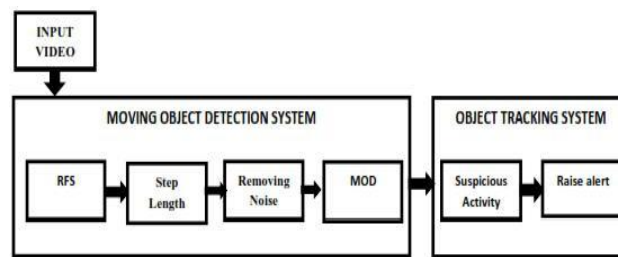 INPUT
VIDEO
MOVING OBJECT DETECTION SYSTEM
OBJECT TRACKING SYSTEM
RFS
Step
Length
Removing
Noise
MOD
Suspicious
Activity
Raise alert